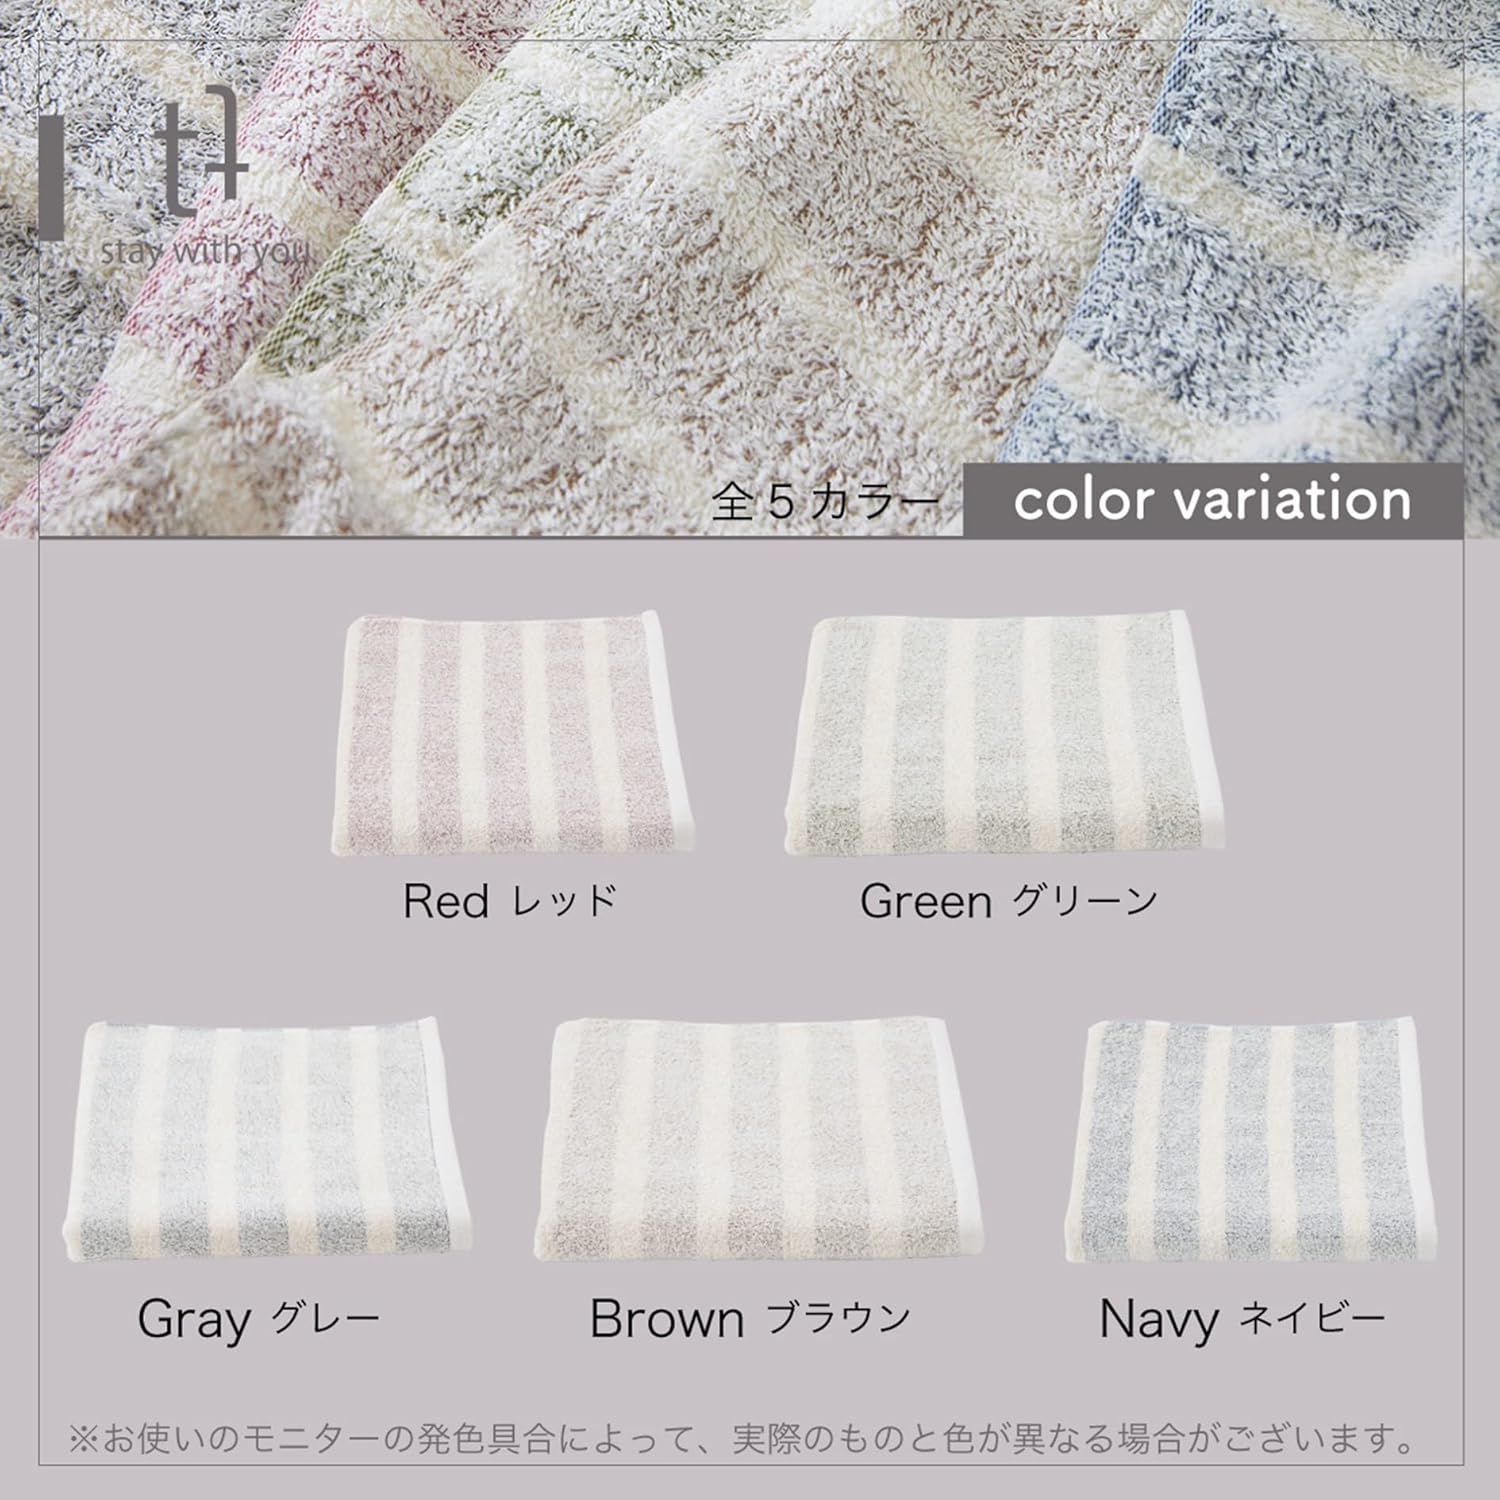 tt
stay with you
全5カラー
color variation
Red レッド
Green グリーン
Gray グレー
Brown ブラウン
Navy ネイビー
※お使いのモニターの発色具合によって、実際のものと色が異なる場合がございます。